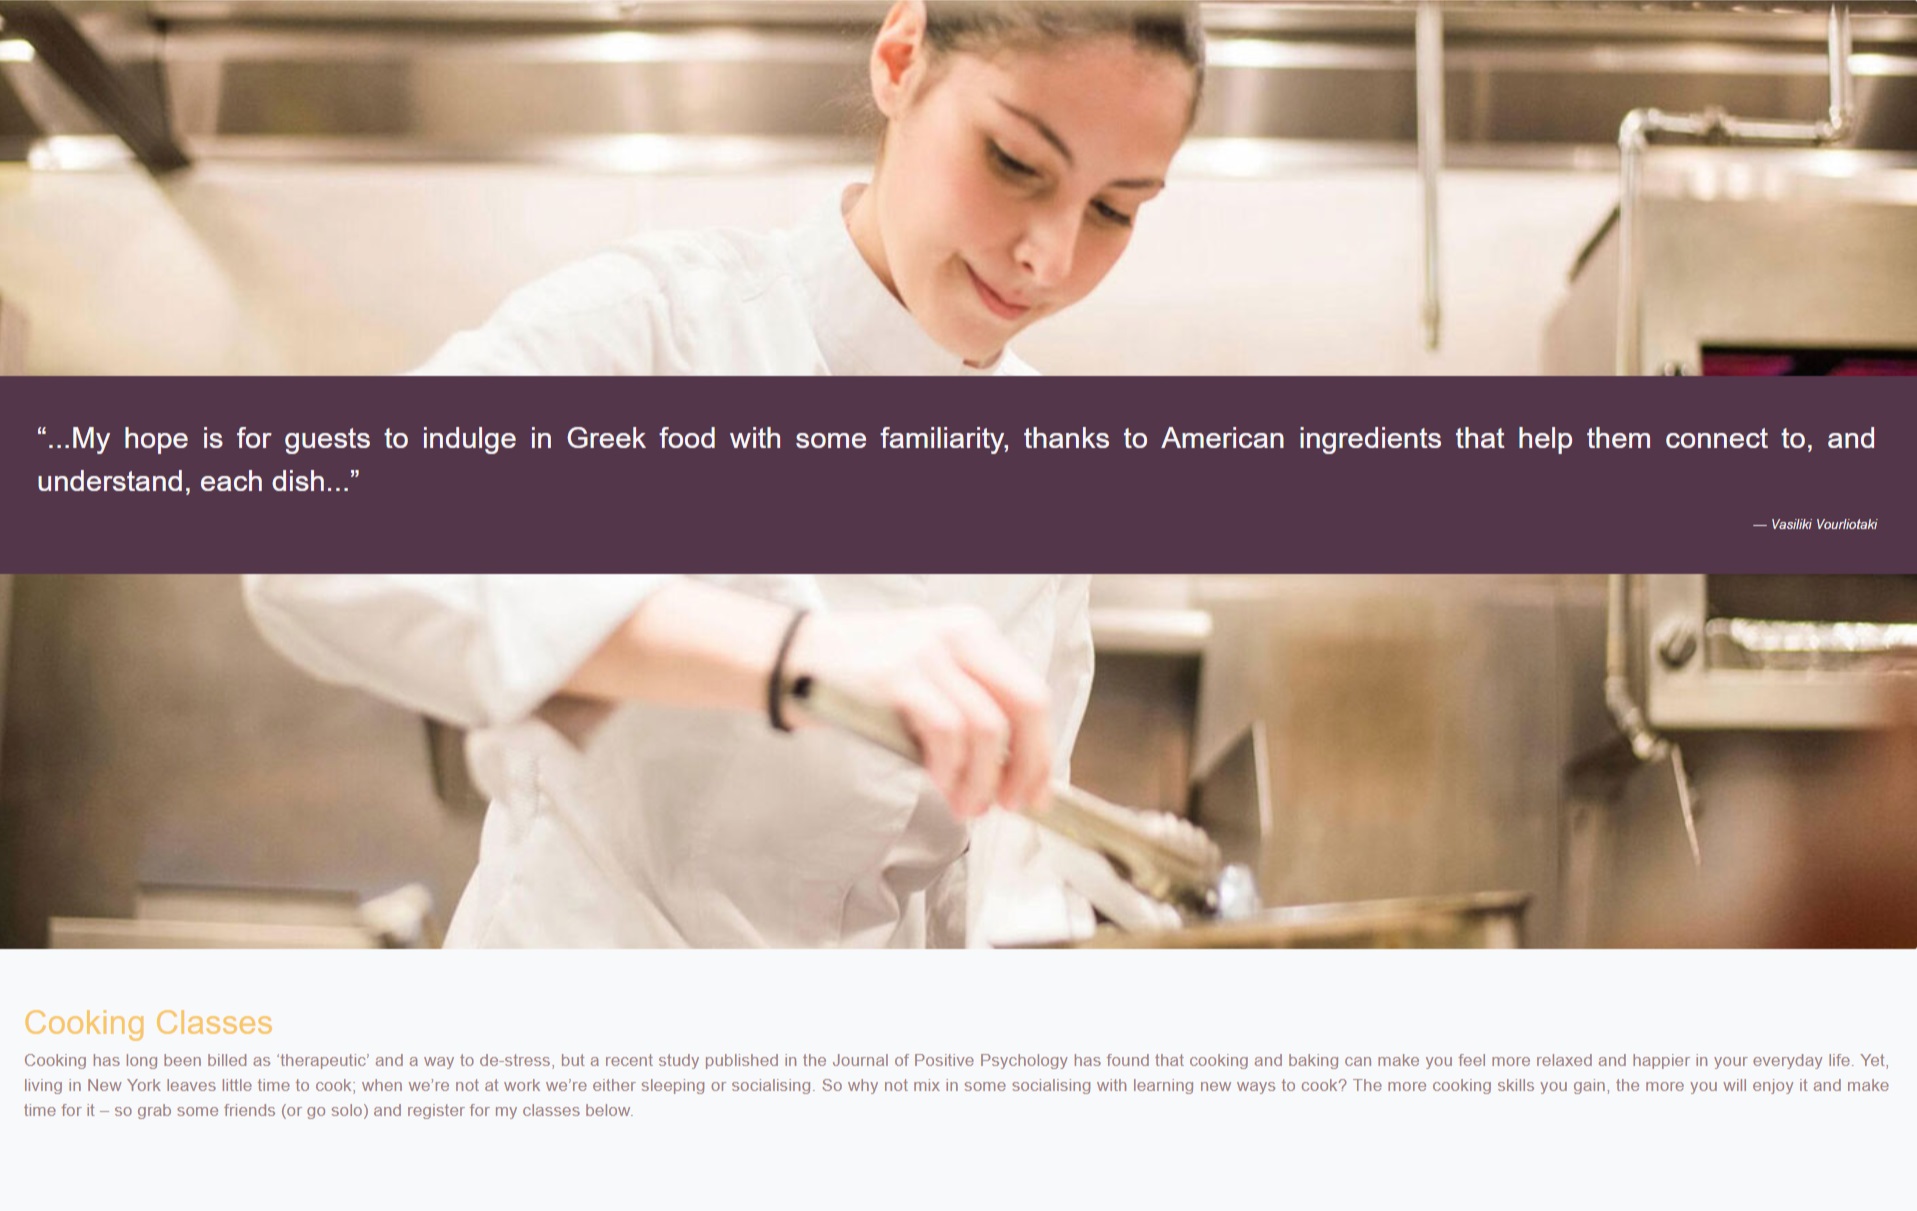 “...My hope is for guests to indulge in Greek food with some familiarity, thanks to American ingredients that help them connect to, and
understand, each dish...”
— Vasiliki Vourliotaki
Cooking Classes
Cooking has long been billed as ‘therapeutic’ and a way to de-stress, but a recent study published in the Journal of Positive Psychology has found that cooking and baking can make you feel more relaxed and happier in your everyday life. Yet,
living in New York leaves little time to cook; when we’re not at work we’re either sleeping or socialising. So why not mix in some socialising with learning new ways to cook? The more cooking skills you gain, the more you will enjoy it and make
time for it – so grab some friends (or go solo) and register for my classes below.